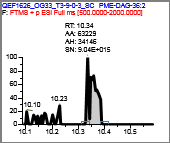 QEF1626_OG33_T3-9-0-3_SC PME-DAG-36:2
F: FTMS + p ESI Full ms [500.0000-2000.0000]
RT: 10.34
AA: 63229
AH: 34146
SN: 9.04E+015
100
80
60
40
20
0
10.10
10.23
10.1 10.2 10.3 10.4 10.5